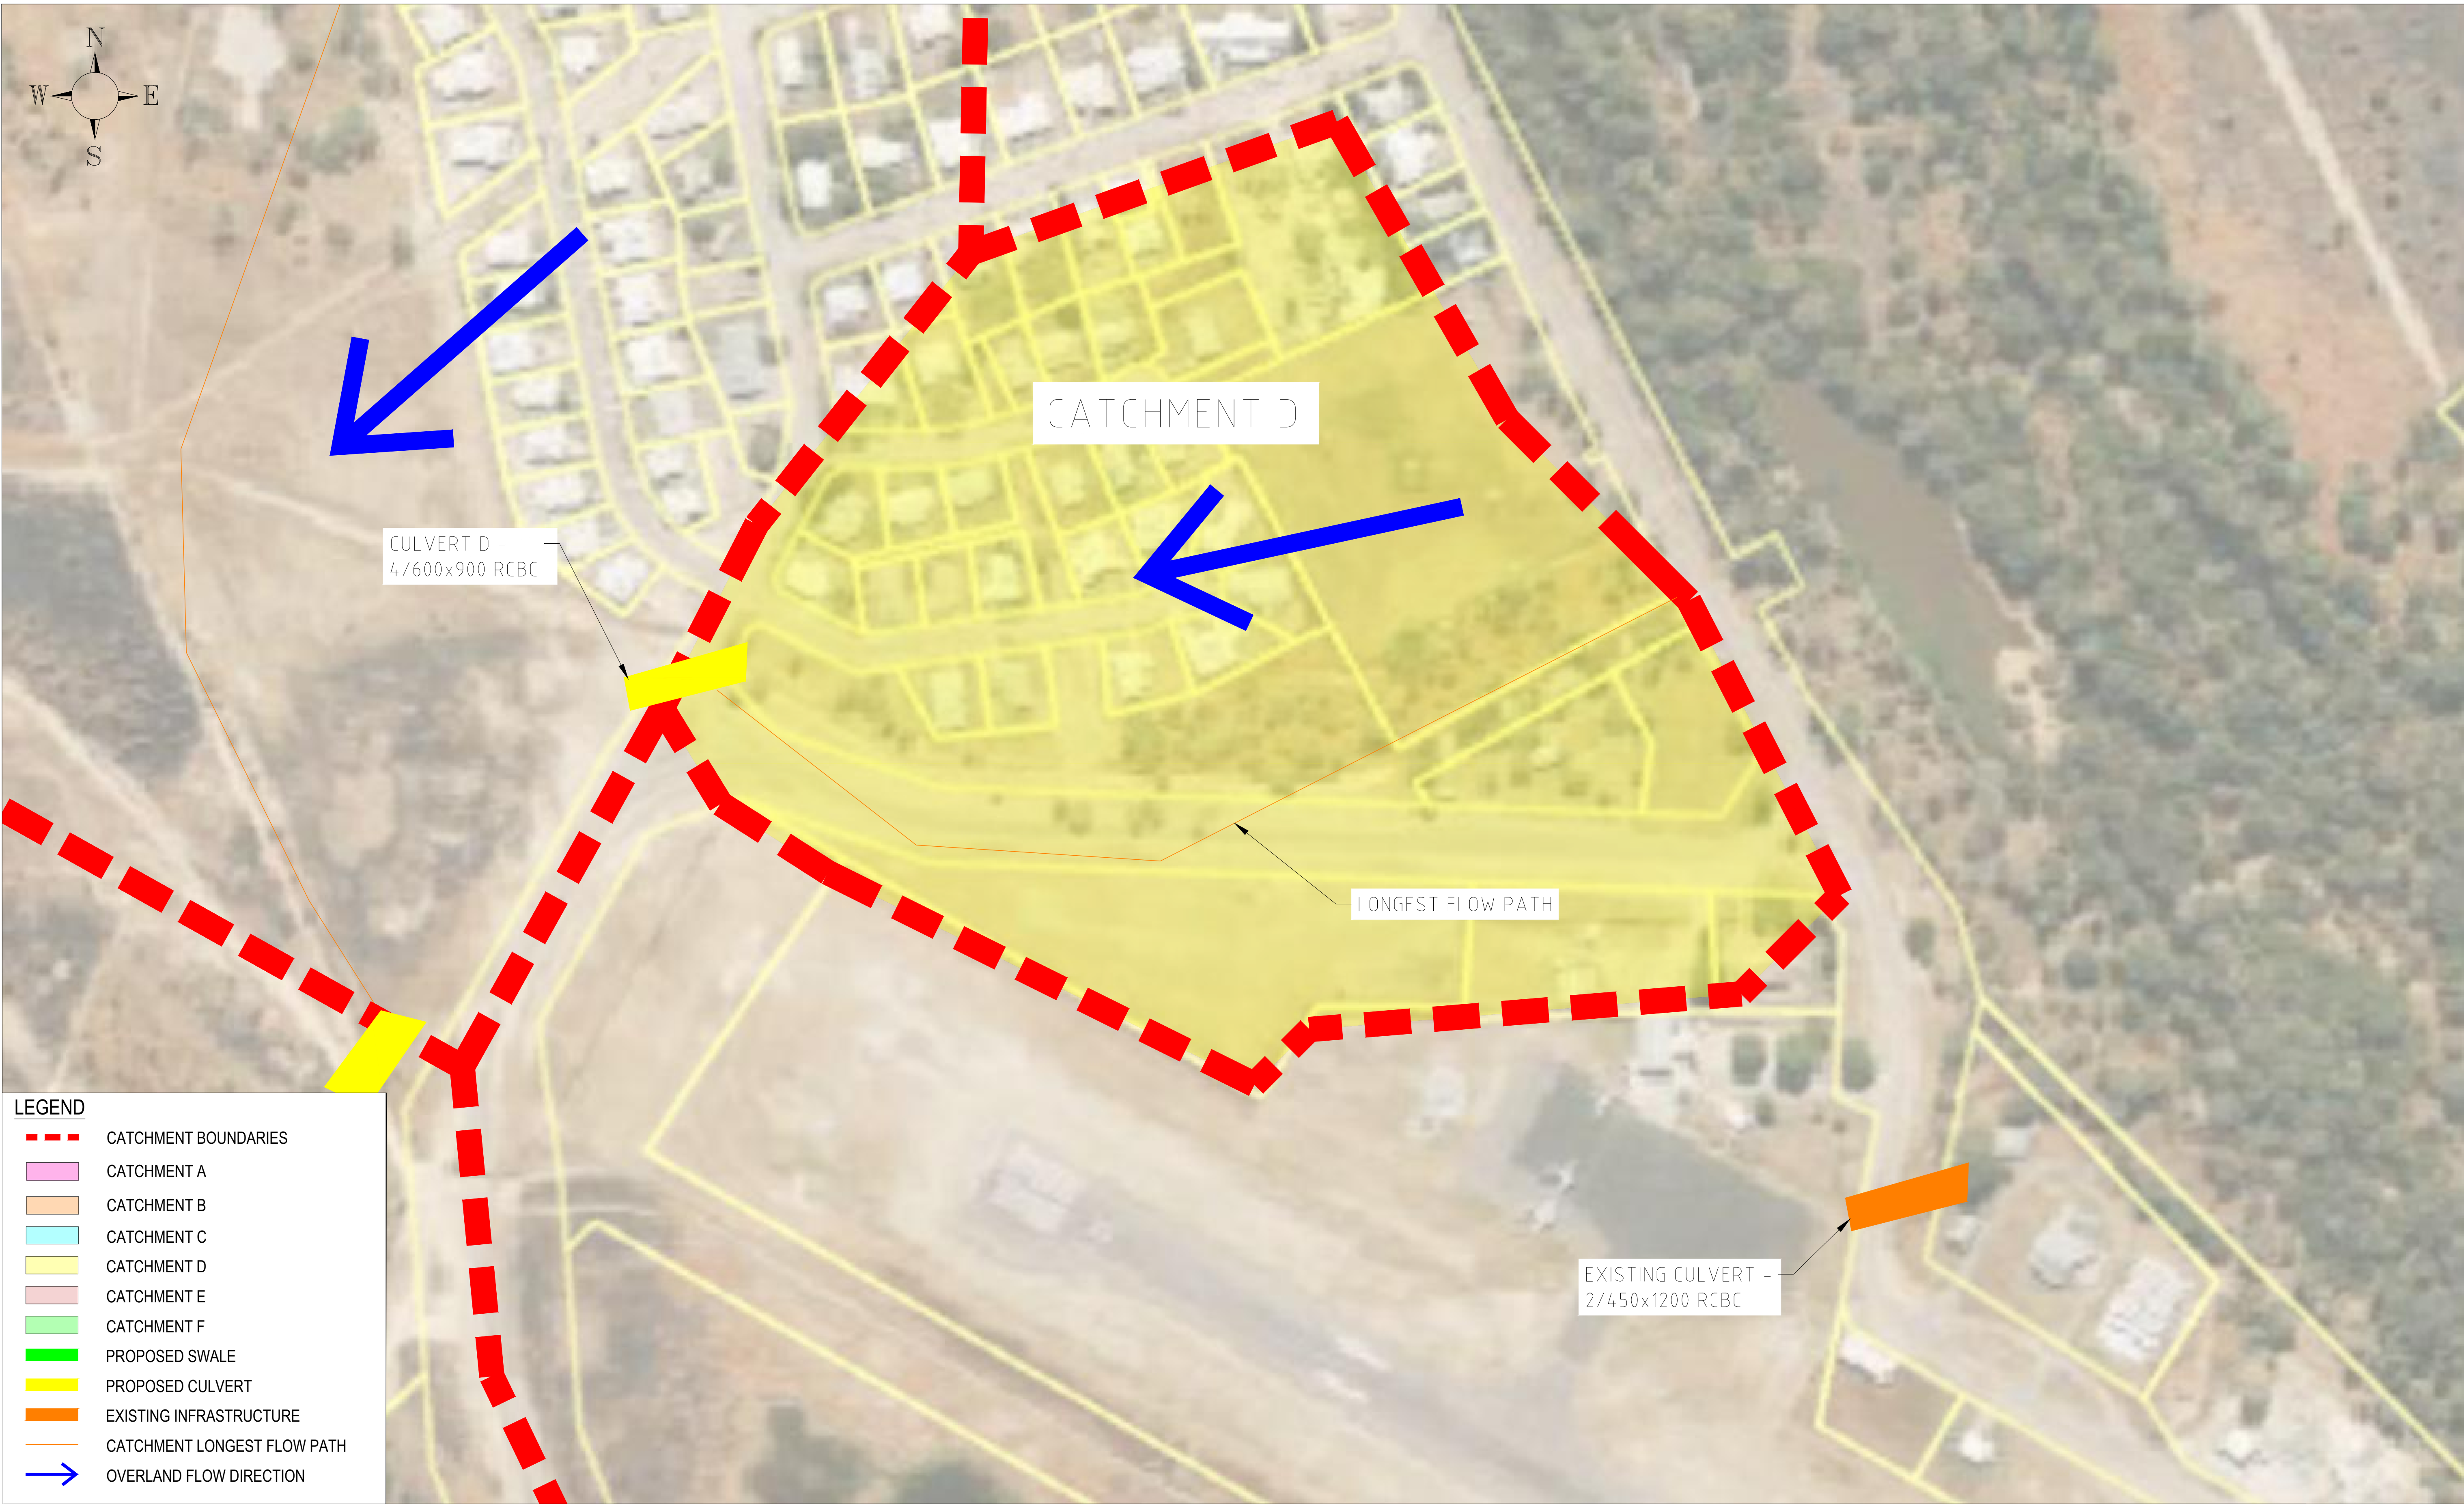 N
W E
S
CATCHMENT D
CULVERT D -
4/600x900 RCBC
LONGEST FLOW PATH
EXISTING CULVERT -
2/450x1200 RCBC
LEGEND
CATCHMENT BOUNDARIES
CATCHMENT A
CATCHMENT B
CATCHMENT C
CATCHMENT D
CATCHMENT E
CATCHMENT F
PROPOSED SWALE
PROPOSED CULVERT
EXISTING INFRASTRUCTURE
CATCHMENT LONGEST FLOW PATH
OVERLAND FLOW DIRECTION